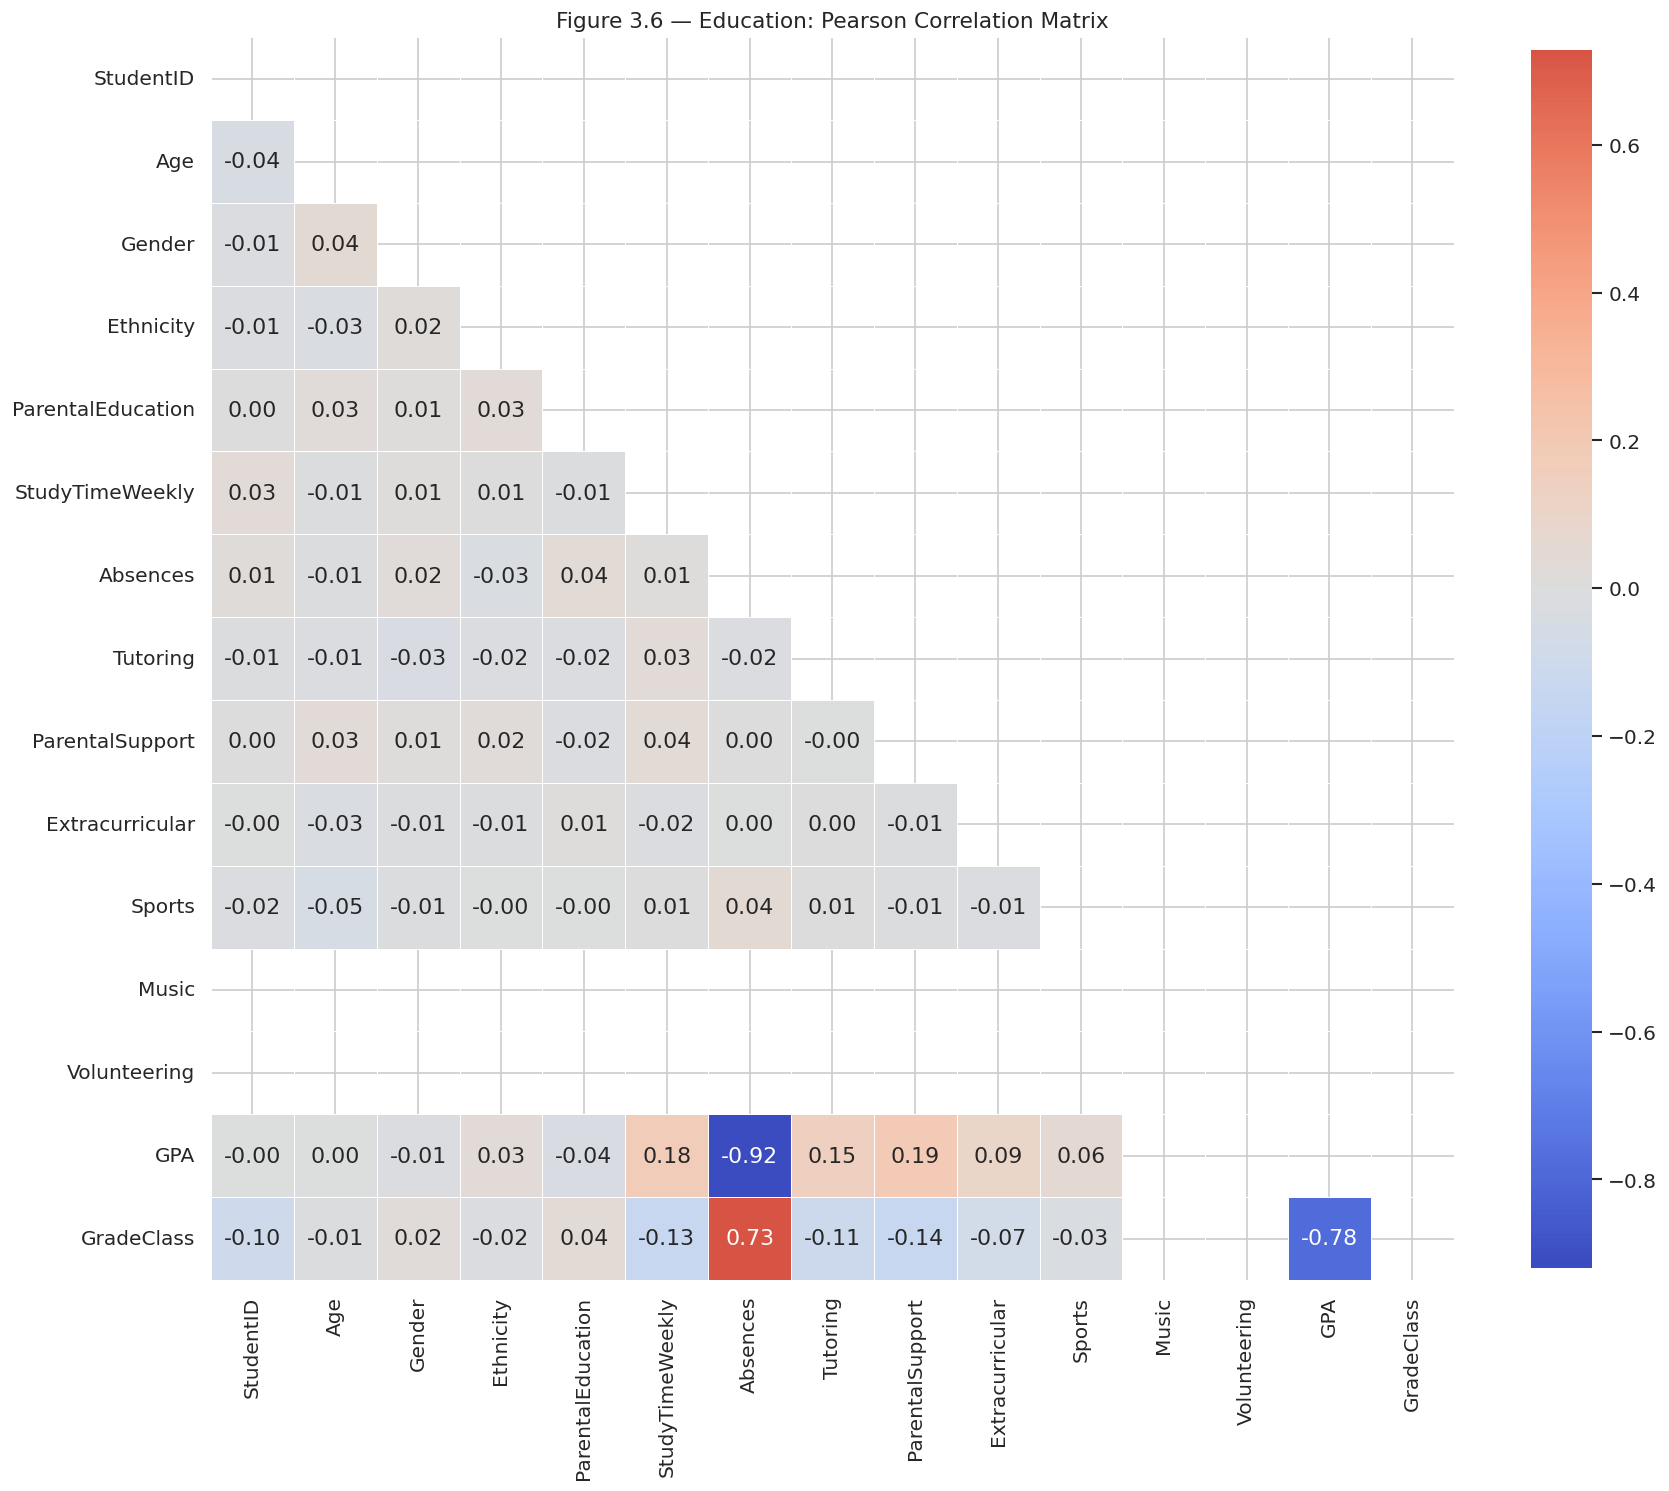 Figure 3.6 — Education: Pearson Correlation Matrix
StudentID
Age -0.04
Gender -0.01 0.04
Ethnicity -0.01 -0.03 0.02
ParentalEducation 0.00 0.03 0.01 0.03
StudyTimeWeekly 0.03 -0.01 0.01 0.01 -0.01
Absences 0.01 -0.01 0.02 -0.03 0.04 0.01
Tutoring -0.01 -0.01 -0.03 -0.02 -0.02 0.03 -0.02
ParentalSupport 0.00 0.03 0.01 0.02 -0.02 0.04 0.00 -0.00
Extracurricular -0.00 -0.03 -0.01 -0.01 0.01 -0.02 0.00 0.00 -0.01
Sports -0.02 -0.05 -0.01 -0.00 -0.00 0.01 0.04 0.01 -0.01 -0.01
Music
Volunteering
GPA -0.00 0.00 -0.01 0.03 -0.04 0.18 -0.92 0.15 0.19 0.09 0.06
GradeClass -0.10 -0.01 0.02 -0.02 0.04 -0.13 0.73 -0.11 -0.14 -0.07 -0.03 -0.78
StudentID
Age
Gender
Ethnicity
ParentalEducation
StudyTimeWeekly
Absences
Tutoring
ParentalSupport
Extracurricular
Sports
Music
Volunteering
GPA
GradeClass
0.6
0.4
0.2
0.0
−0.2
−0.4
−0.6
−0.8